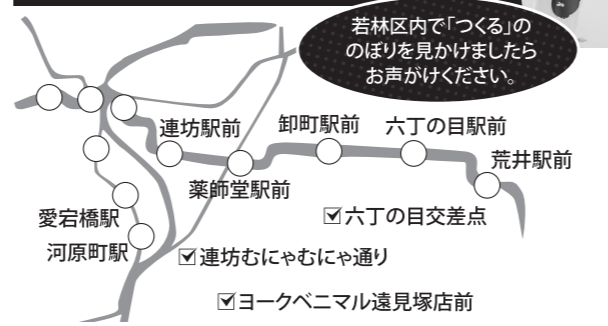 若林区内で「つくる」の
のぼりを見かけましたら
お声がけください。
連坊駅前
卸町駅前
六丁の目駅前
荒井駅前
薬師堂駅前
愛宕橋駅
河原町駅
☑六丁の目交差点
☑連坊むにゃむにゃ通り
☑ヨークベニマル遠見塚店前